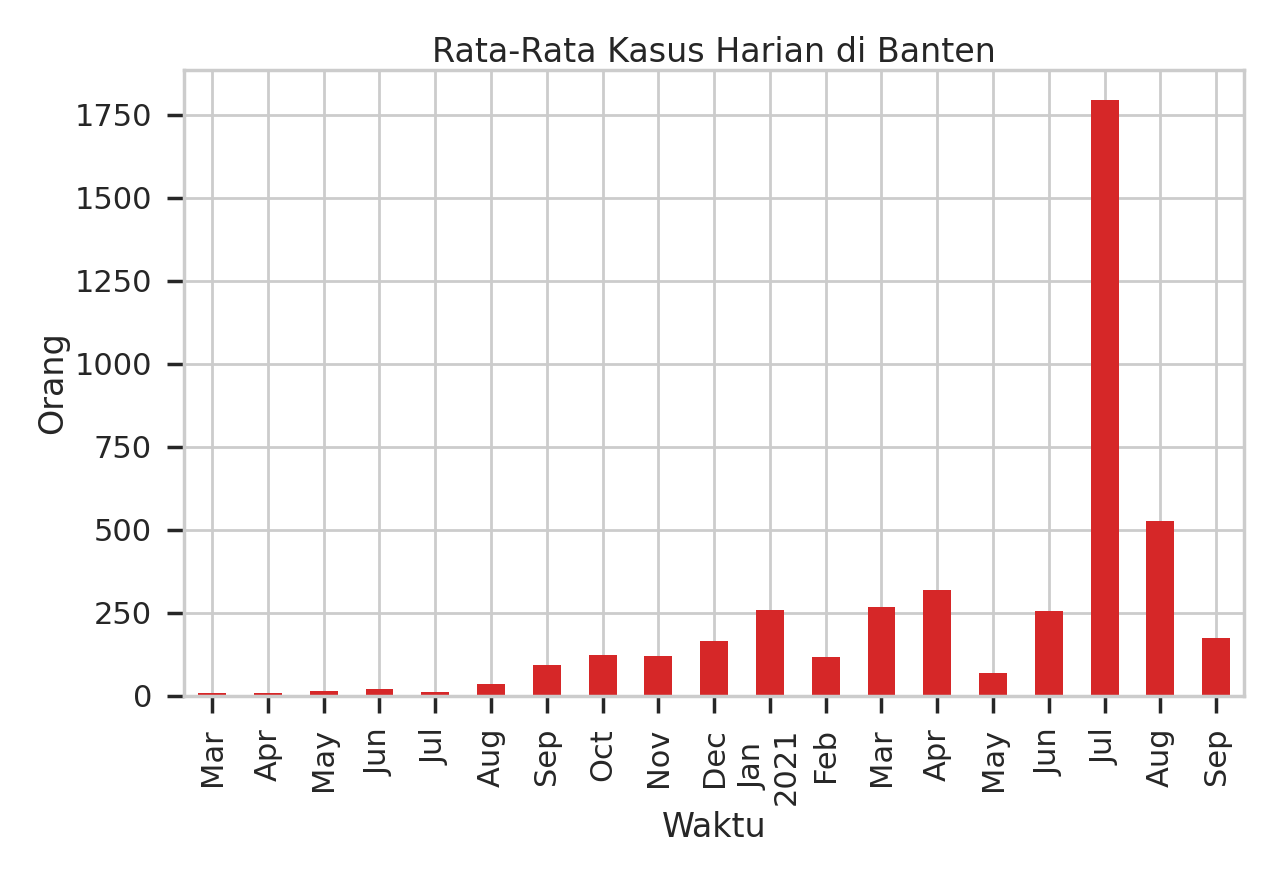 Rata-Rata Kasus Harian di Banten
Orang
1750
1500
1250
1000
750
500
250
0
Mar
Apr
May
Jun
Jul
Aug
Sep
Oct
Nov
Dec
Jan
2021
Feb
Mar
Apr
May
Jun
Jul
Aug
Sep
Waktu